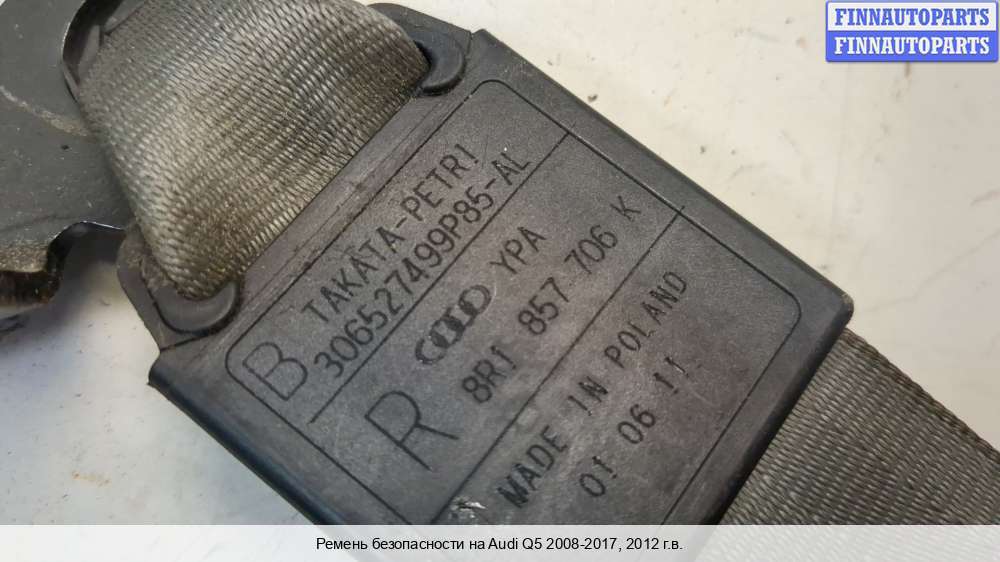 FINNAUTOPARTS
FINNAUTOPARTS
TAKATA-PETRI
B 306527499P85-AL
YPA
R 8R1 857 706 K
MADE IN POLAND
01 06 11
Ремень безопасности на Audi Q5 2008-2017, 2012 г.в.